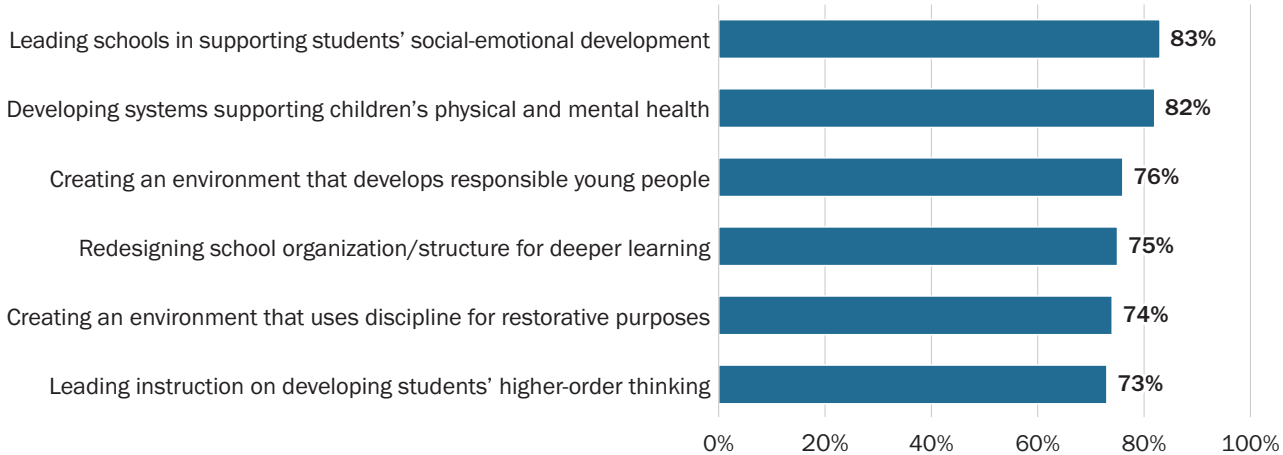 Leading schools in supporting students’ social-emotional development 83%
Developing systems supporting children’s physical and mental health 82%
Creating an environment that develops responsible young people 76%
Redesigning school organization/structure for deeper learning 75%
Creating an environment that uses discipline for restorative purposes 74%
Leading instruction on developing students’ higher-order thinking 73%
0% 20% 40% 60% 80% 100%